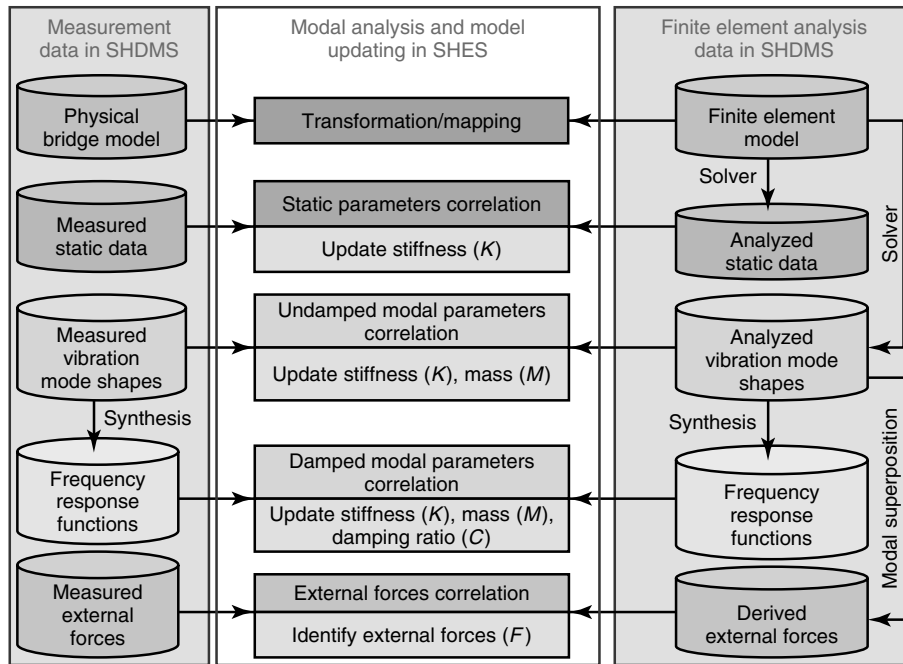 Measurement
data in SHDMS
Physical
bridge model
Measured
static data
Measured
vibration
mode shapes
Synthesis
Frequency
response
functions
Measured
external
forces
Modal analysis and model
updating in SHES
Transformation/mapping
Static parameters correlation
Update stiffness (K)
Undamped modal parameters
correlation
Update stiffness (K), mass (M)
Damped modal parameters
correlation
Update stiffness (K), mass (M),
damping ratio (C)
External forces correlation
Identify external forces (F)
Finite element analysis
data in SHDMS
Finite element
model
Solver
Analyzed
static data
Solver
Analyzed
vibration mode
shapes
Synthesis
Frequency
response
functions
Modal superposition
Derived
external forces